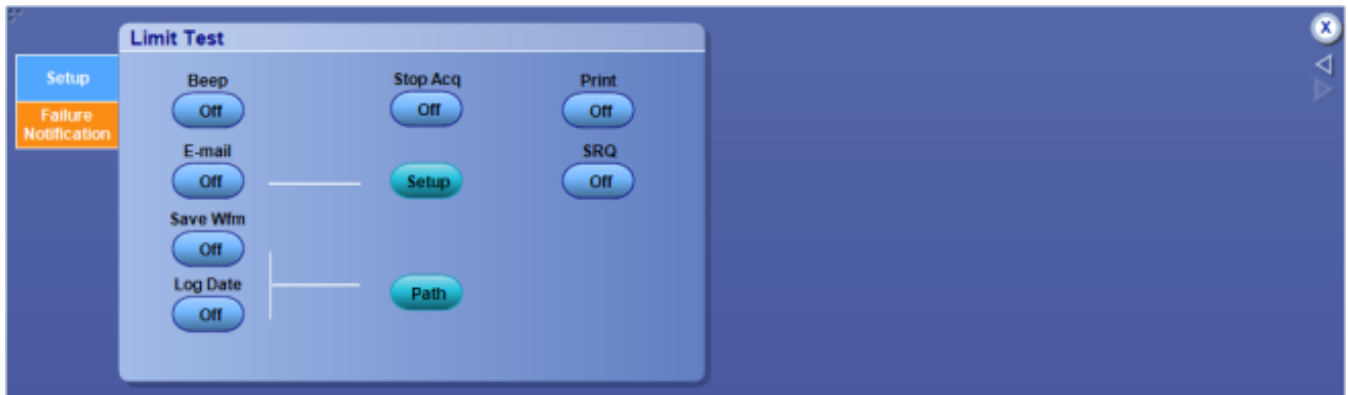 Limit Test
Setup
Failure
Notification
Beep
Off
Stop Acq
Off
Print
Off
E-mail
Off
Setup
SRQ
Off
Save Wfm
Off
Log Date
Off
Path
X